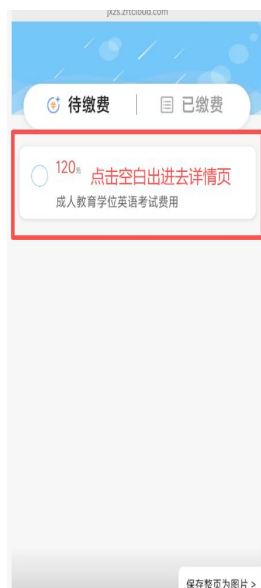 jxzs.zftcloud.com
待缴费
已缴费
120元 点击空白出进去详情页
成人教育学位英语考试费用
保存整页为图片 >